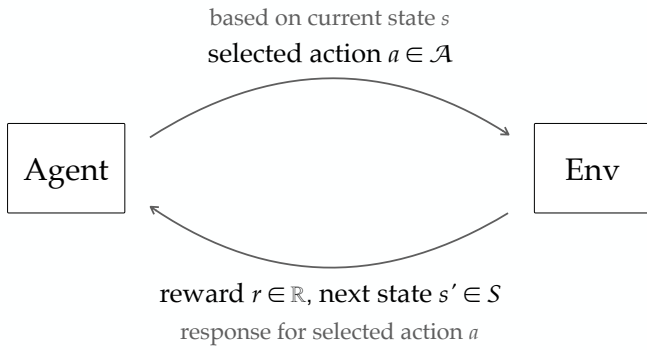 based on current state s
selected action a ∈ 𝒜
Agent
Env
reward r ∈ ℝ, next state s' ∈ S
response for selected action a